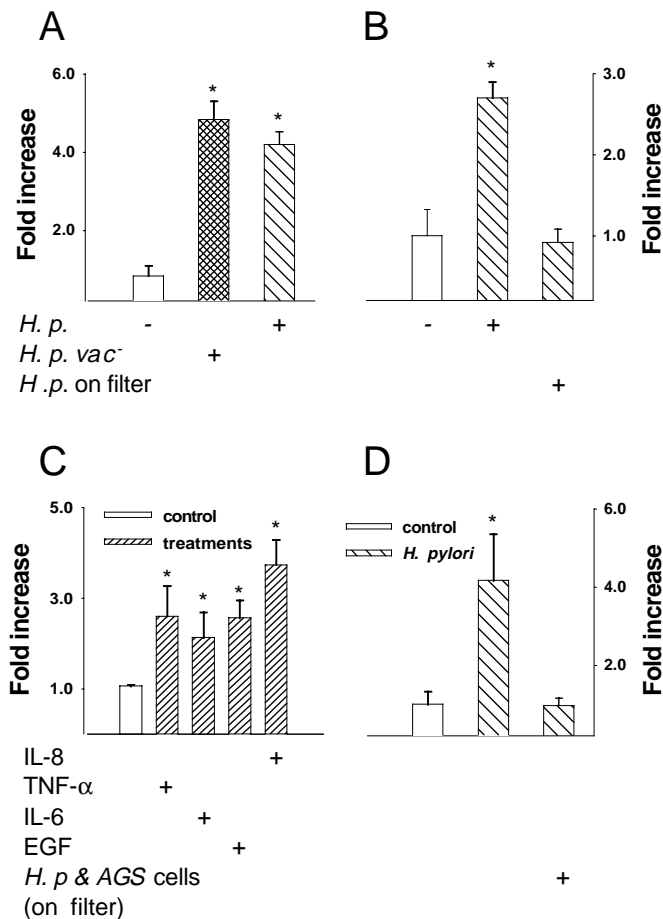 A
6.0
4.0
2.0
Fold increase
*
*
B
3.0
2.0
1.0
Fold increase
*
H. p. - + - +
H. p. vac- +
H .p. on filter +
C
5.0
3.0
1.0
Fold increase
control
treatments
*
*
*
*
D
6.0
4.0
2.0
Fold increase
control
H. pylori
*
IL-8 +
TNF-α +
IL-6 +
EGF +
H. p & AGS cells +
(on filter)